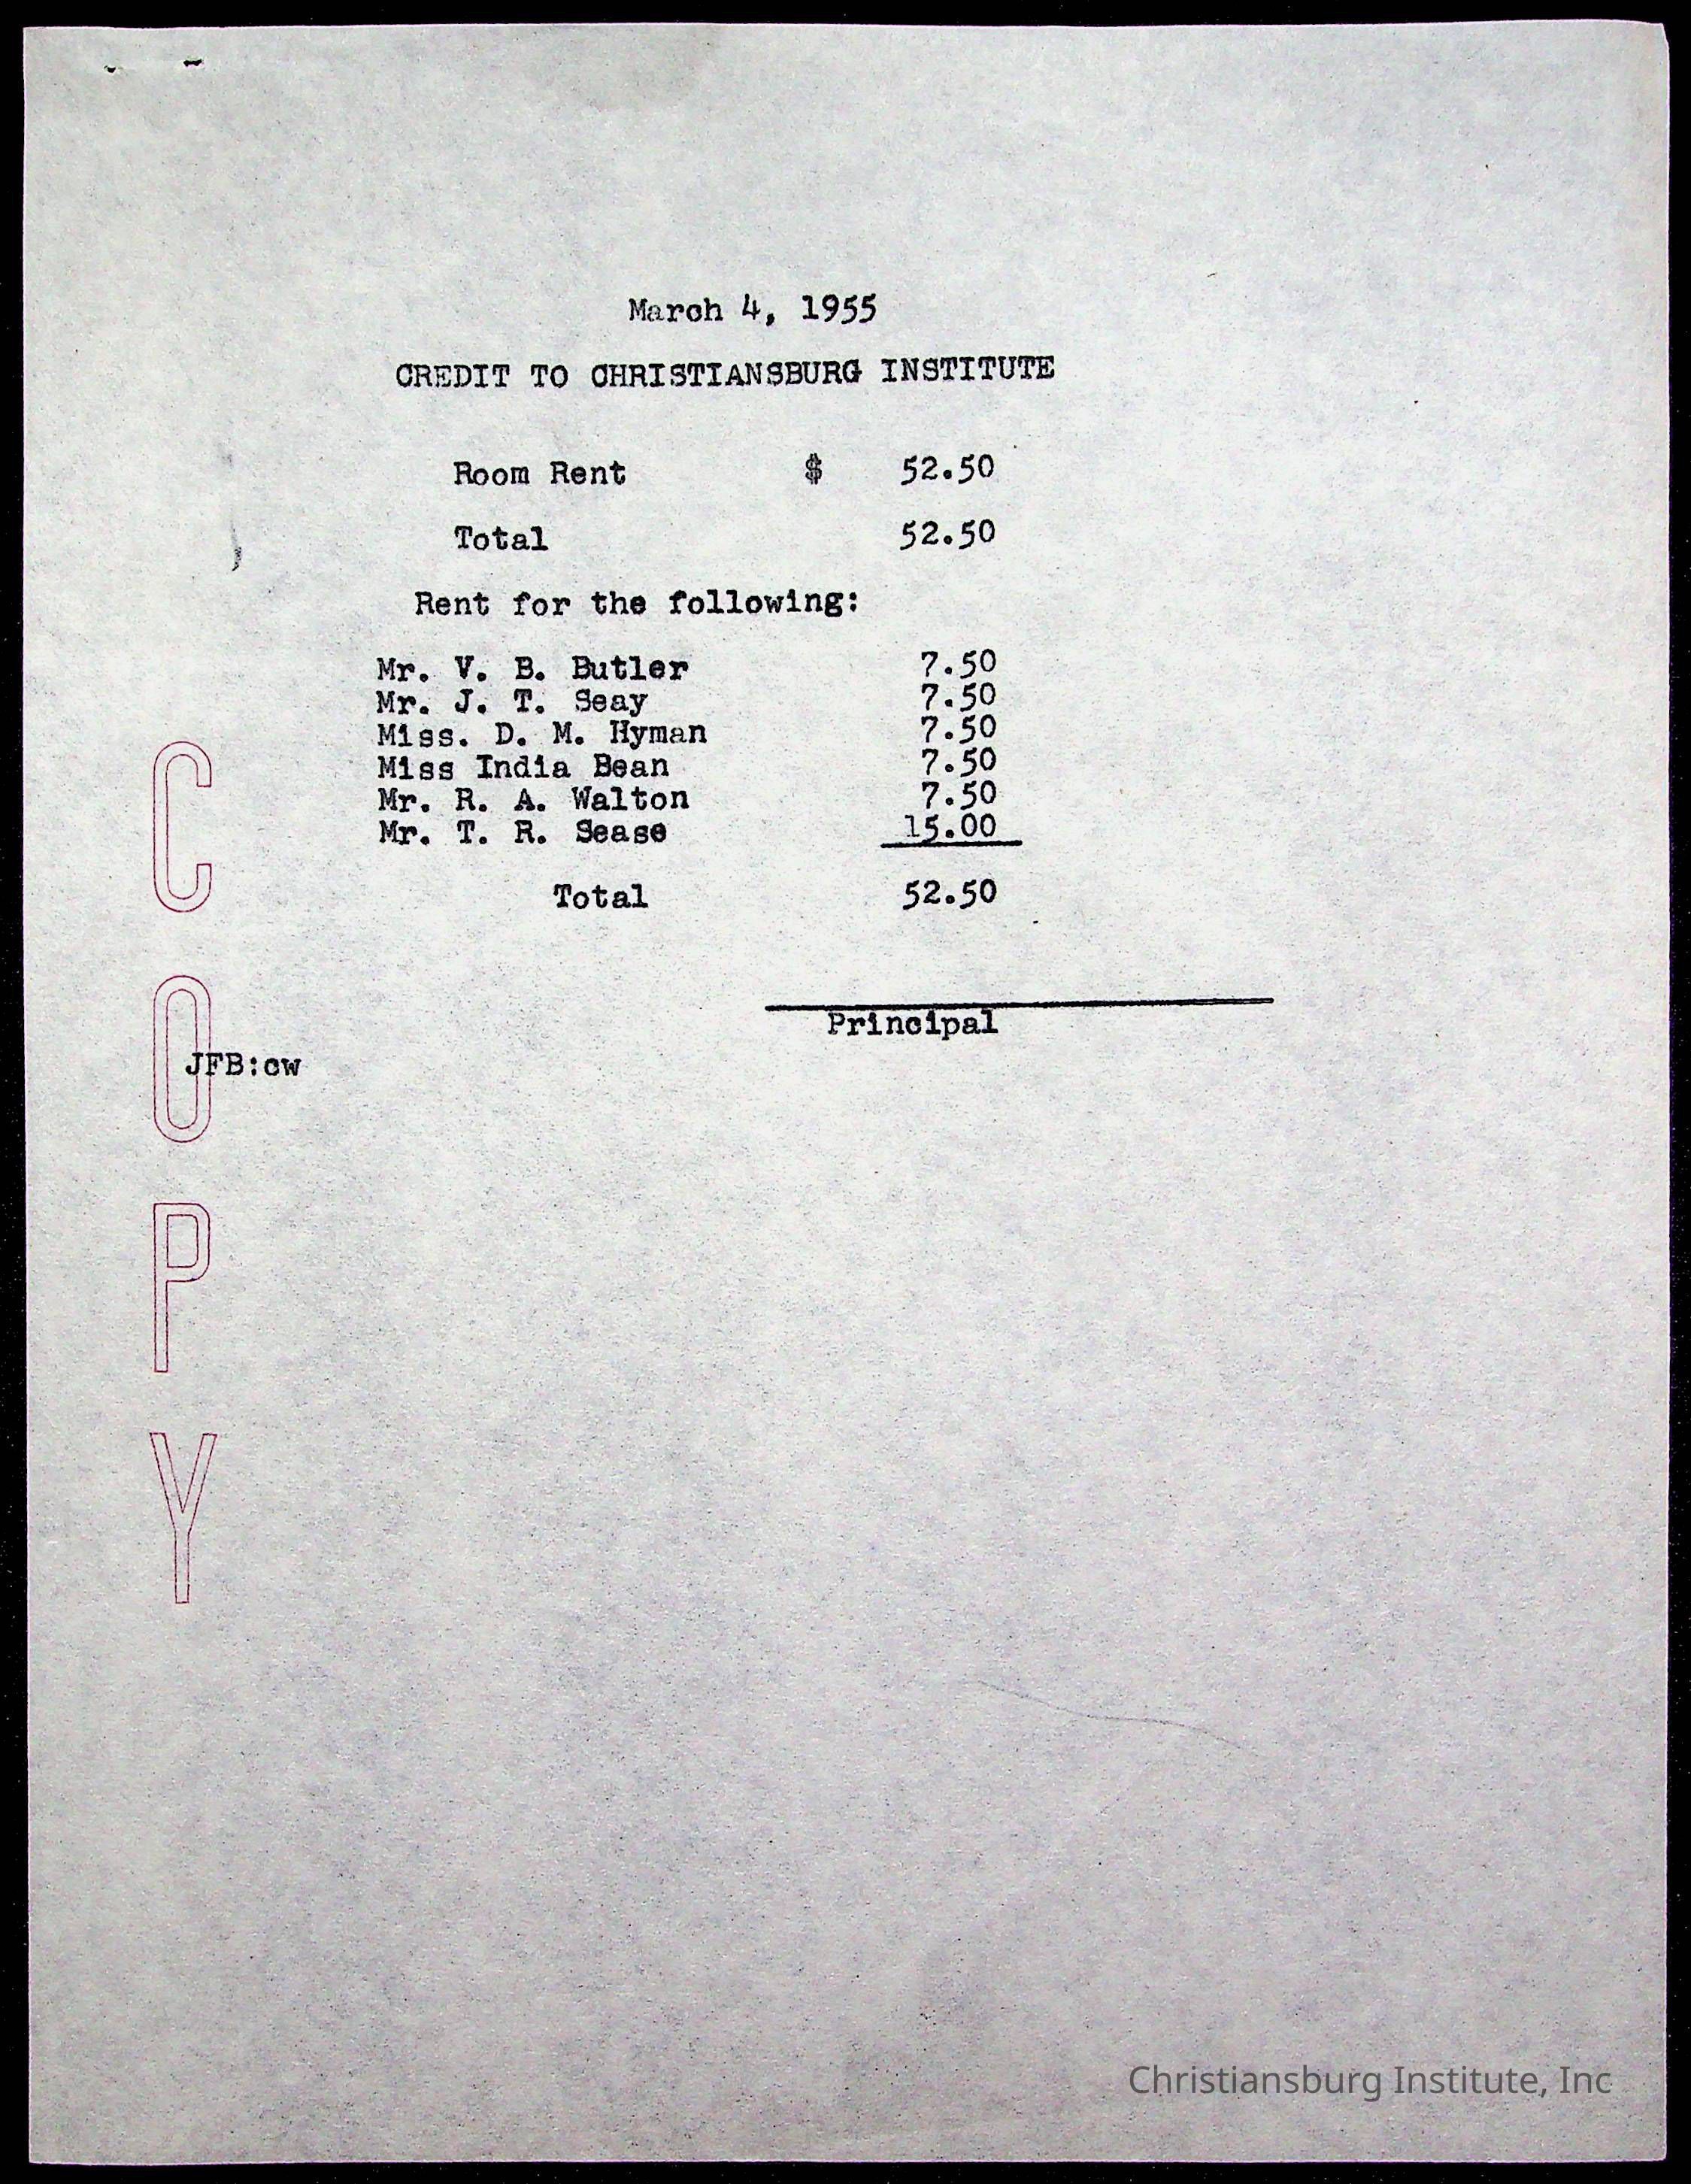 March 4, 1955
CREDIT TO CHRISTIANSBURG INSTITUTE
Room Rent $ 52.50
Total 52.50
Rent for the following:
Mr. V. B. Butler 7.50
Mr. J. T. Seay 7.50
Miss. D. M. Hyman 7.50
Miss India Bean 7.50
Mr. R. A. Walton 7.50
Mr. T. R. Sease 15.00
Total 52.50
Principal
JFB:cw
COPY
Christiansburg Institute, Inc